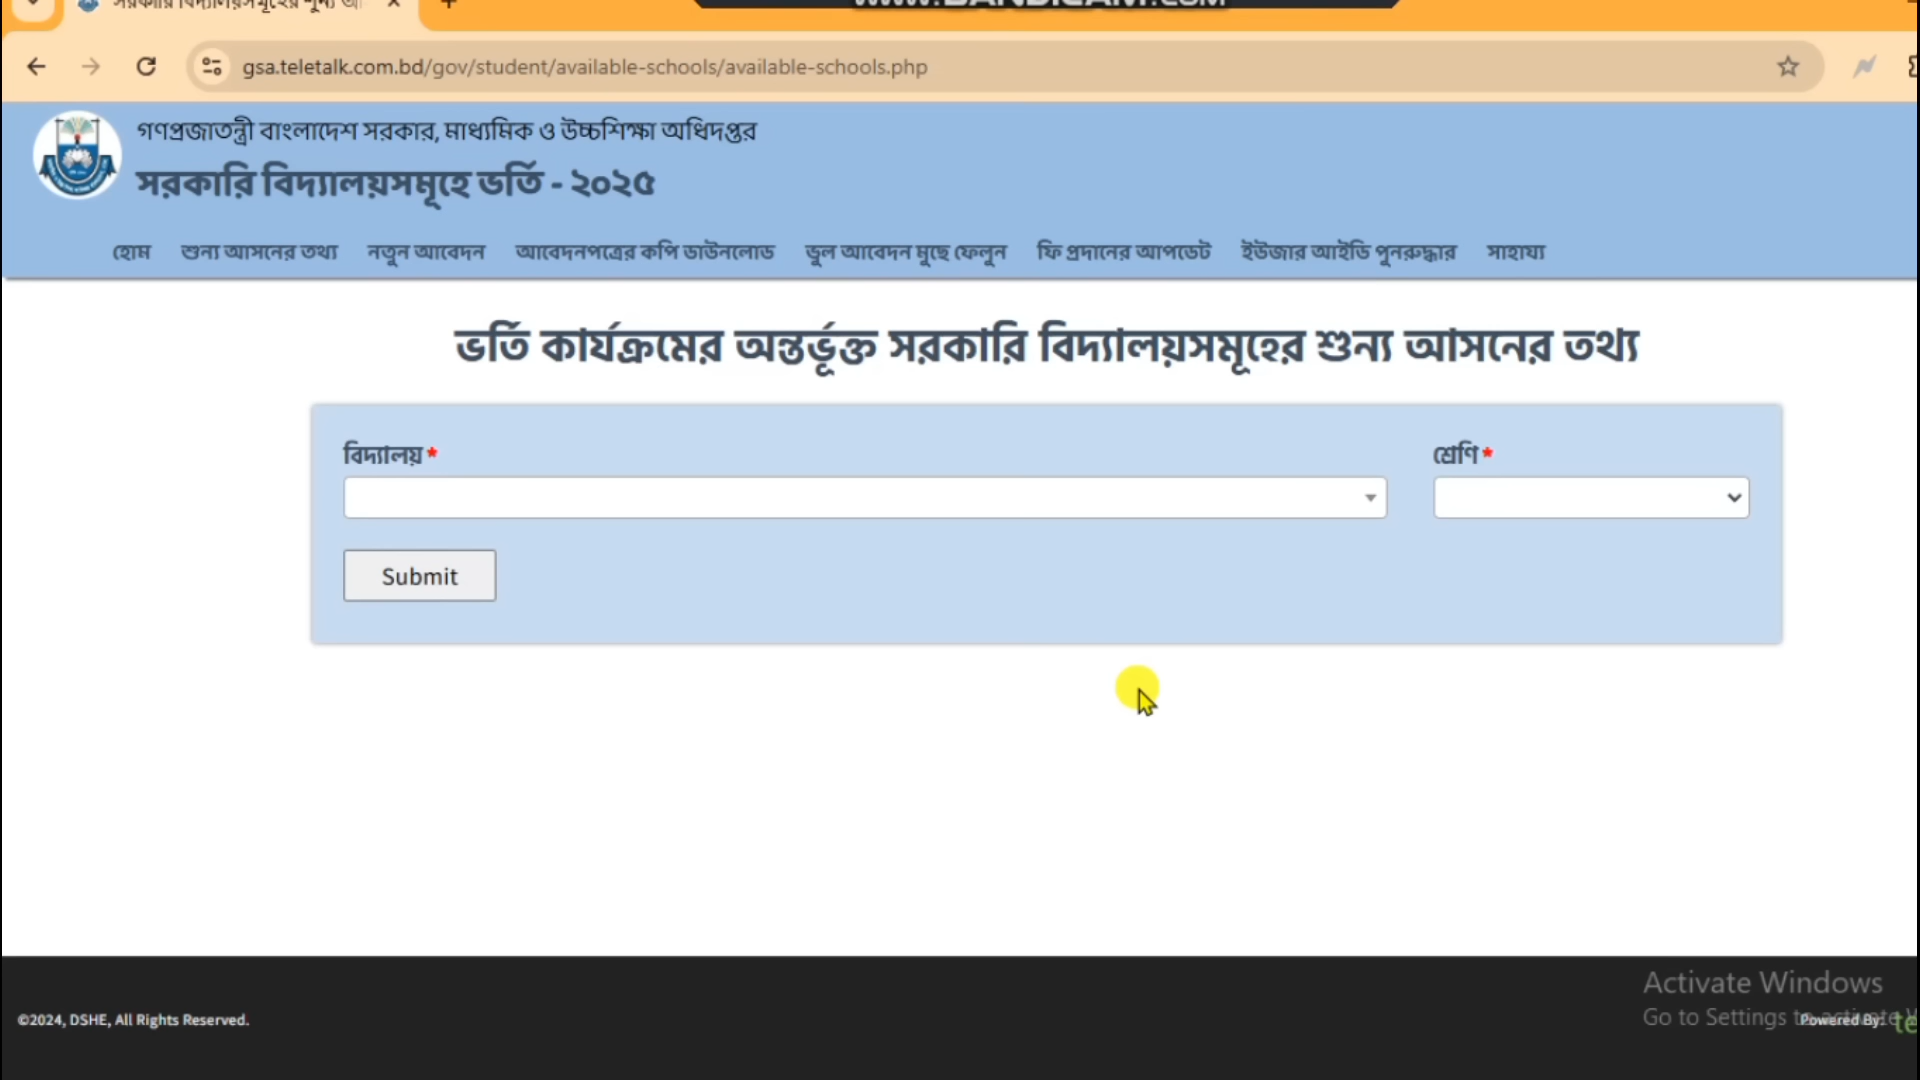 www.BANDICAM.com
gsa.teletalk.com.bd/gov/student/available-schools/available-schools.php
গণপ্রজাতন্ত্রী বাংলাদেশ সরকার, মাধ্যমিক ও উচ্চশিক্ষা অধিদপ্তর
সরকারি বিদ্যালয়সমূহে ভর্তি - ২০২৫
হোম শুন্য আসনের তথ্য নতুন আবেদন আবেদনপত্রের কপি ডাউনলোড ভুল আবেদন মুছে ফেলুন ফি প্রদানের আপডেট ইউজার আইডি পুনরুদ্ধার সাহায্য
ভর্তি কার্যক্রমের অন্তর্ভূক্ত সরকারি বিদ্যালয়সমূহের শুন্য আসনের তথ্য
বিদ্যালয় * শ্রেণি *
Submit
Activate Windows
Go to Settings
©2024, DSHE, All Rights Reserved. Powered By: